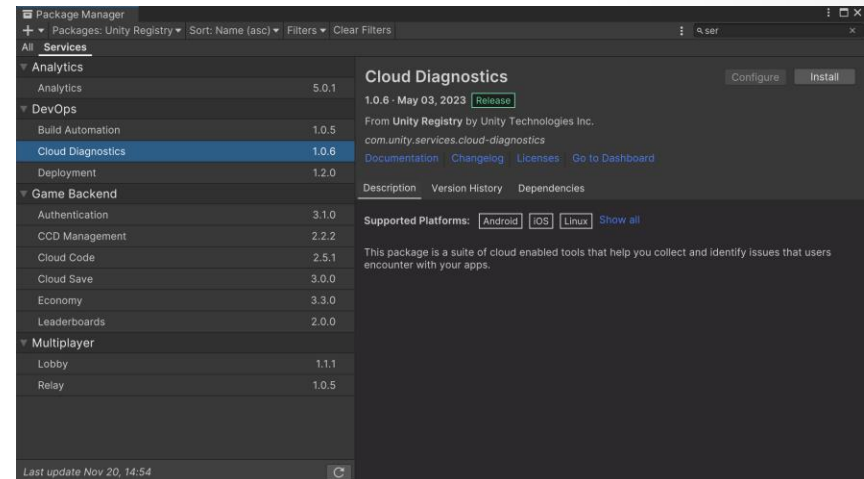 Package Manager
Packages: Unity Registry Sort: Name (asc) Filters Clear Filters ser
All Services
Analytics
Analytics 5.0.1
DevOps
Build Automation 1.0.5
Cloud Diagnostics 1.0.6
Deployment 1.2.0
Game Backend
Authentication 3.1.0
CCD Management 2.2.2
Cloud Code 2.5.1
Cloud Save 3.0.0
Economy 3.3.0
Leaderboards 2.0.0
Multiplayer
Lobby 1.1.1
Relay 1.0.5
Last update Nov 20, 14:54
Cloud Diagnostics Configure Install
1.0.6 · May 03, 2023 Release
From Unity Registry by Unity Technologies Inc.
com.unity.services.cloud-diagnostics
Documentation Changelog Licenses Go to Dashboard
Description Version History Dependencies
Supported Platforms: Android iOS Linux Show all
This package is a suite of cloud enabled tools that help you collect and identify issues that users
encounter with your apps.